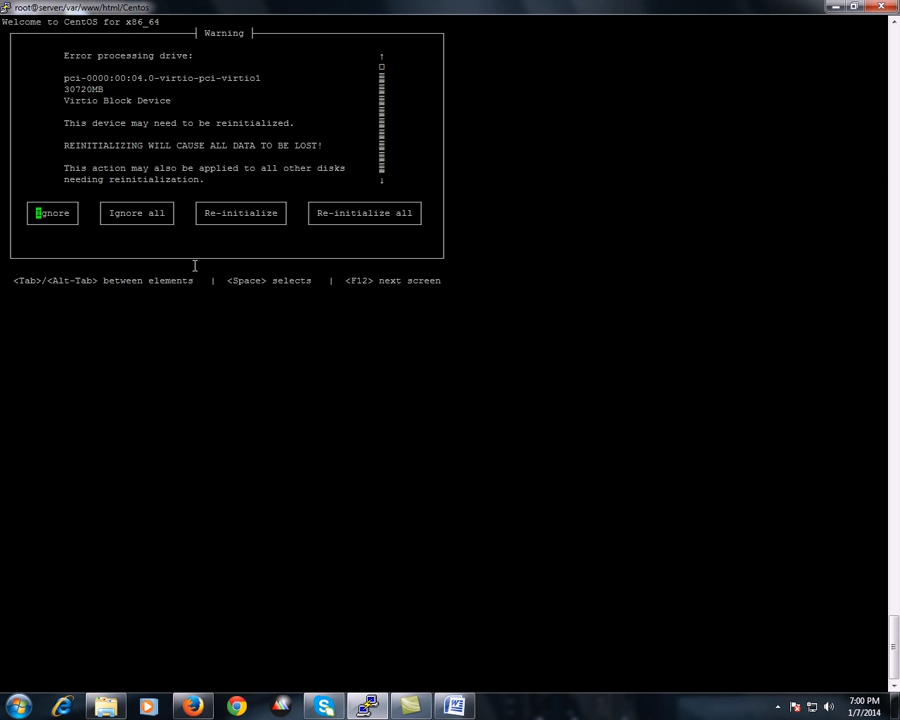 root@server:/var/www/html/Centos
Welcome to CentOS for x86_64
Warning
Error processing drive:
pci-0000:00:04.0-virtio-pci-virtio1
30720MB
Virtio Block Device
This device may need to be reinitialized.
REINITIALIZING WILL CAUSE ALL DATA TO BE LOST!
This action may also be applied to all other disks
needing reinitialization.
Ignore Ignore all Re-initialize Re-initialize all
<Tab>/<Alt-Tab> between elements | <Space> selects | <F12> next screen
7:00 PM
1/7/2014